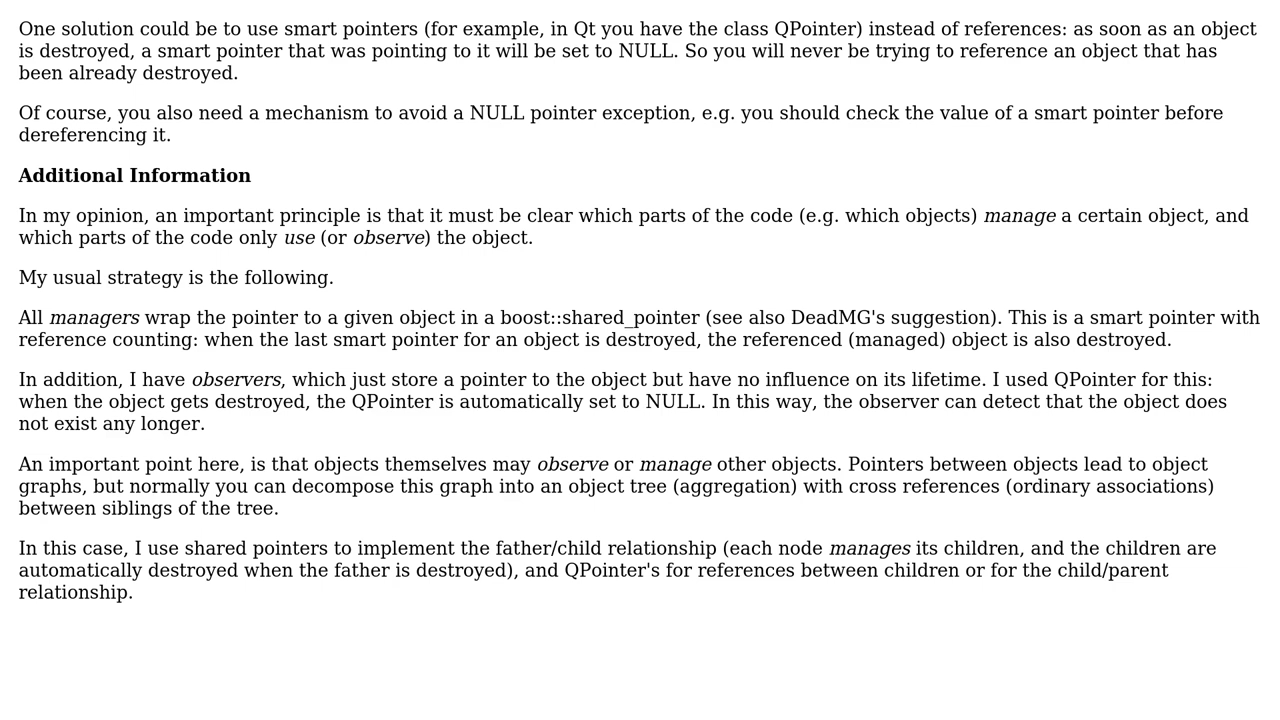 One solution could be to use smart pointers (for example, in Qt you have the class QPointer) instead of references: as soon as an object
is destroyed, a smart pointer that was pointing to it will be set to NULL. So you will never be trying to reference an object that has
been already destroyed.
Of course, you also need a mechanism to avoid a NULL pointer exception, e.g. you should check the value of a smart pointer before
dereferencing it.
Additional Information
In my opinion, an important principle is that it must be clear which parts of the code (e.g. which objects) manage a certain object, and
which parts of the code only use (or observe) the object.
My usual strategy is the following.
All managers wrap the pointer to a given object in a boost::shared_pointer (see also DeadMG's suggestion). This is a smart pointer with
reference counting: when the last smart pointer for an object is destroyed, the referenced (managed) object is also destroyed.
In addition, I have observers, which just store a pointer to the object but have no influence on its lifetime. I used QPointer for this:
when the object gets destroyed, the QPointer is automatically set to NULL. In this way, the observer can detect that the object does
not exist any longer.
An important point here, is that objects themselves may observe or manage other objects. Pointers between objects lead to object
graphs, but normally you can decompose this graph into an object tree (aggregation) with cross references (ordinary associations)
between siblings of the tree.
In this case, I use shared pointers to implement the father/child relationship (each node manages its children, and the children are
automatically destroyed when the father is destroyed), and QPointer's for references between children or for the child/parent
relationship.